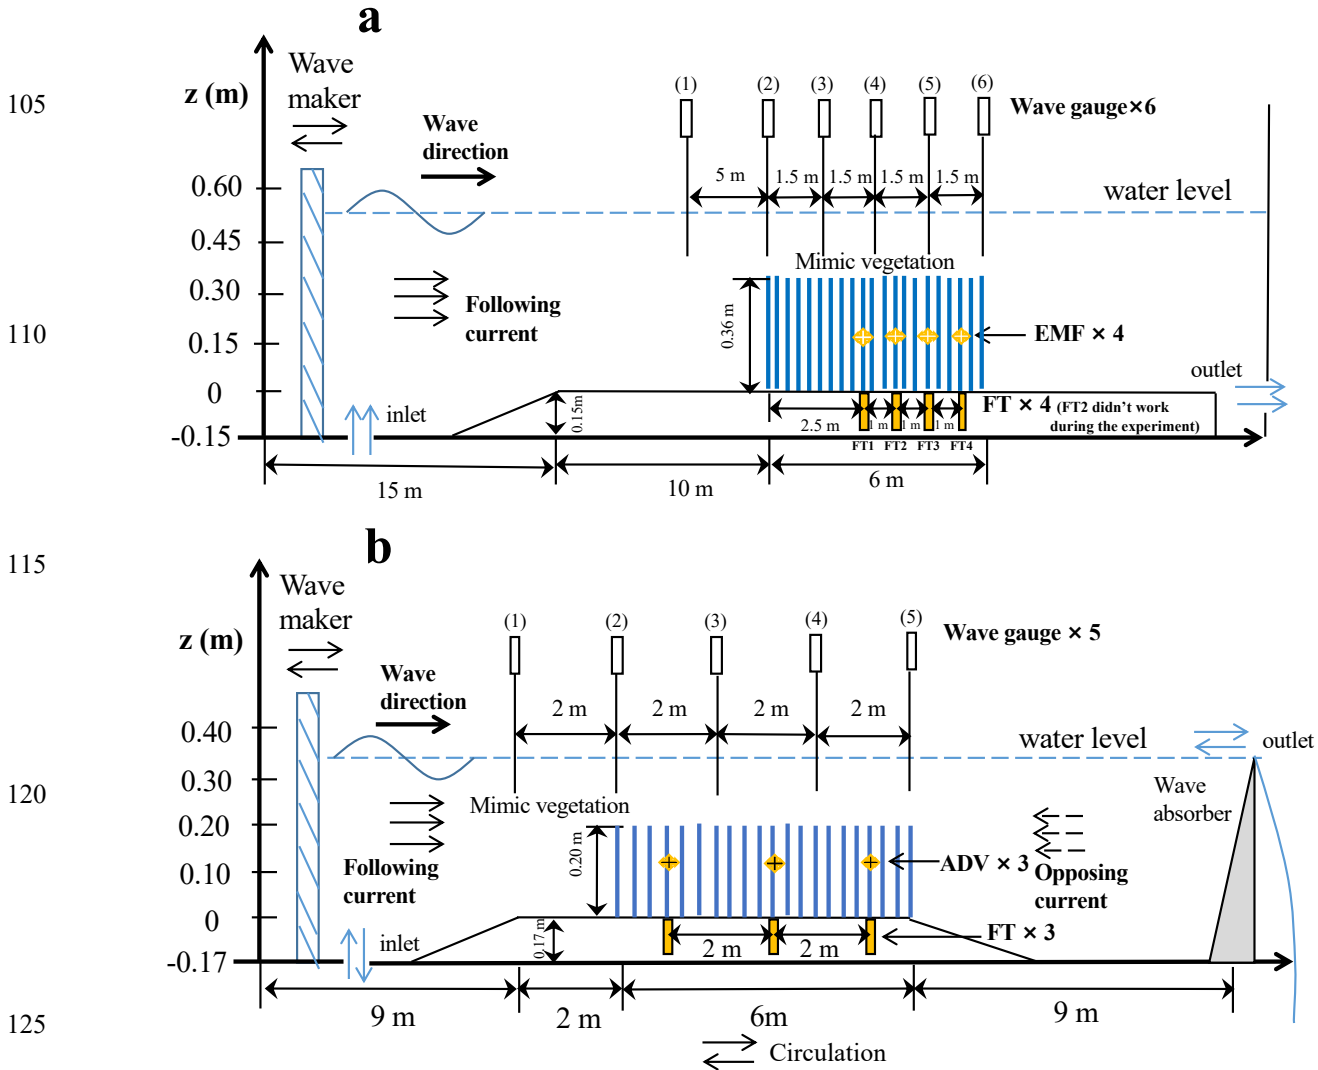 a
Wave
maker
z (m)
105
(1)
(2)
(3)
(4)
(5)
(6)
Wave gauge×6
Wave
direction
5 m
1.5 m
1.5 m
1.5 m
1.5 m
0.60
water level
0.45
Mimic vegetation
0.30
Following
current
0.36 m
110
0.15
EMF × 4
0
outlet
inlet
0.15m
FT × 4 (FT2 didn't work
during the experiment)
2.5 m
1 m
1 m
1 m
-0.15
FT1
FT2
FT3
FT4
15 m
10 m
6 m
b
115
Wave
maker
z (m)
(1)
(2)
(3)
(4)
(5)
Wave gauge × 5
Wave
direction
2 m
2 m
2 m
2 m
0.40
water level
outlet
0.30
Wave
absorber
120
Mimic vegetation
0.20
0.20 m
Following
current
0.10
ADV × 3
Opposing
current
0
inlet
0.17 m
FT × 3
2 m
2 m
-0.17
9 m
2 m
6m
9 m
125
Circulation